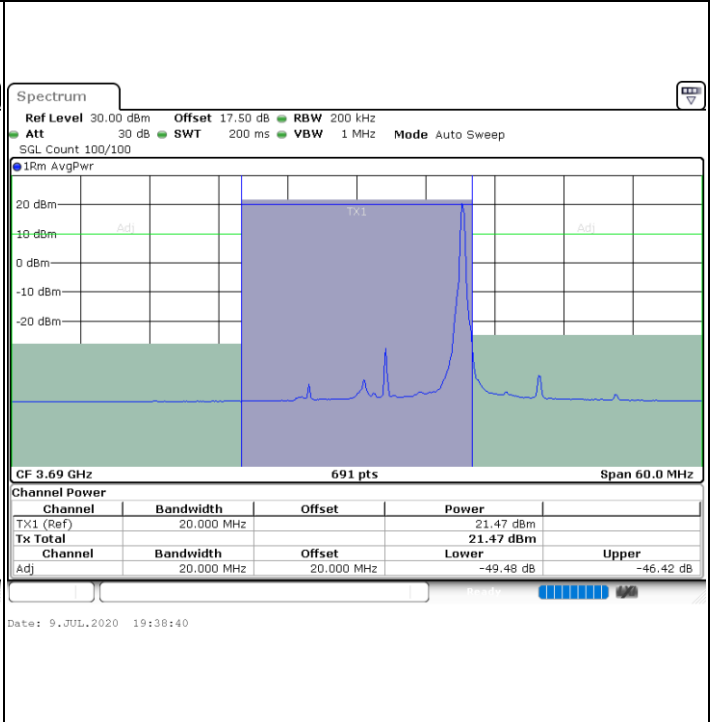 Spectrum
Ref Level 30.00 dBm Offset 17.50 dB RBW 200 kHz
Att 30 dB SWT 200 ms VBW 1 MHz Mode Auto Sweep
SGL Count 100/100
1Rm AvgPwr
TX1
20 dBm
Adj Adj
10 dBm
0 dBm
-10 dBm
-20 dBm
CF 3.69 GHz 691 pts Span 60.0 MHz
Channel Power
Channel Bandwidth Offset Power
TX1 (Ref) 20.000 MHz 21.47 dBm
Tx Total 21.47 dBm
Channel Bandwidth Offset Lower Upper
Adj 20.000 MHz 20.000 MHz -49.48 dB -46.42 dB
Ready
Date: 9.JUL.2020 19:38:40